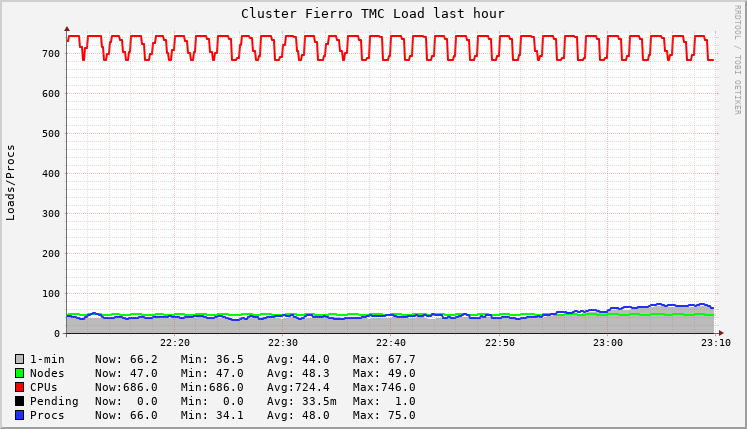 Cluster Fierro TMC Load last hour
RRDTOOL / TOBI OETIKER
Loads/Procs
700
600
500
400
300
200
100
0
22:20 22:30 22:40 22:50 23:00 23:10
1-min Now: 66.2 Min: 36.5 Avg: 44.0 Max: 67.7
Nodes Now: 47.0 Min: 47.0 Avg: 48.3 Max: 49.0
CPUs Now:686.0 Min:686.0 Avg:724.4 Max:746.0
Pending Now: 0.0 Min: 0.0 Avg: 33.5m Max: 1.0
Procs Now: 66.0 Min: 34.1 Avg: 48.0 Max: 75.0